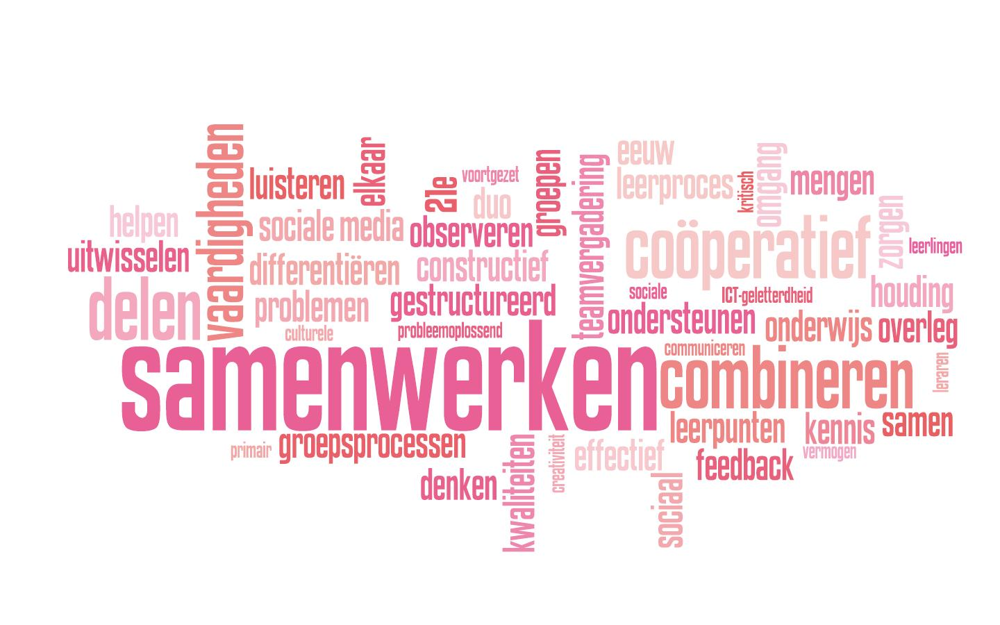 eeuw
vaardigheden
luisteren
elkaar
21e
voortgezet
duo
groepen
teamvergadering
leerproces
kritisch
omgang
mengen
helpen
sociale media
observeren
coöperatief
zorgen
leerlingen
uitwisselen
differentiëren
constructief
delen
problemen
gestructureerd
sociale
ICT-geletterdheid
houding
culturele
probleemoplossend
ondersteunen
onderwijs
overleg
samenwerken
communiceren
combineren
leraren
primair
groepsprocessen
kwaliteiten
creativiteit
effectief
leerpunten
kennis
samen
vermogen
denken
sociaal
feedback